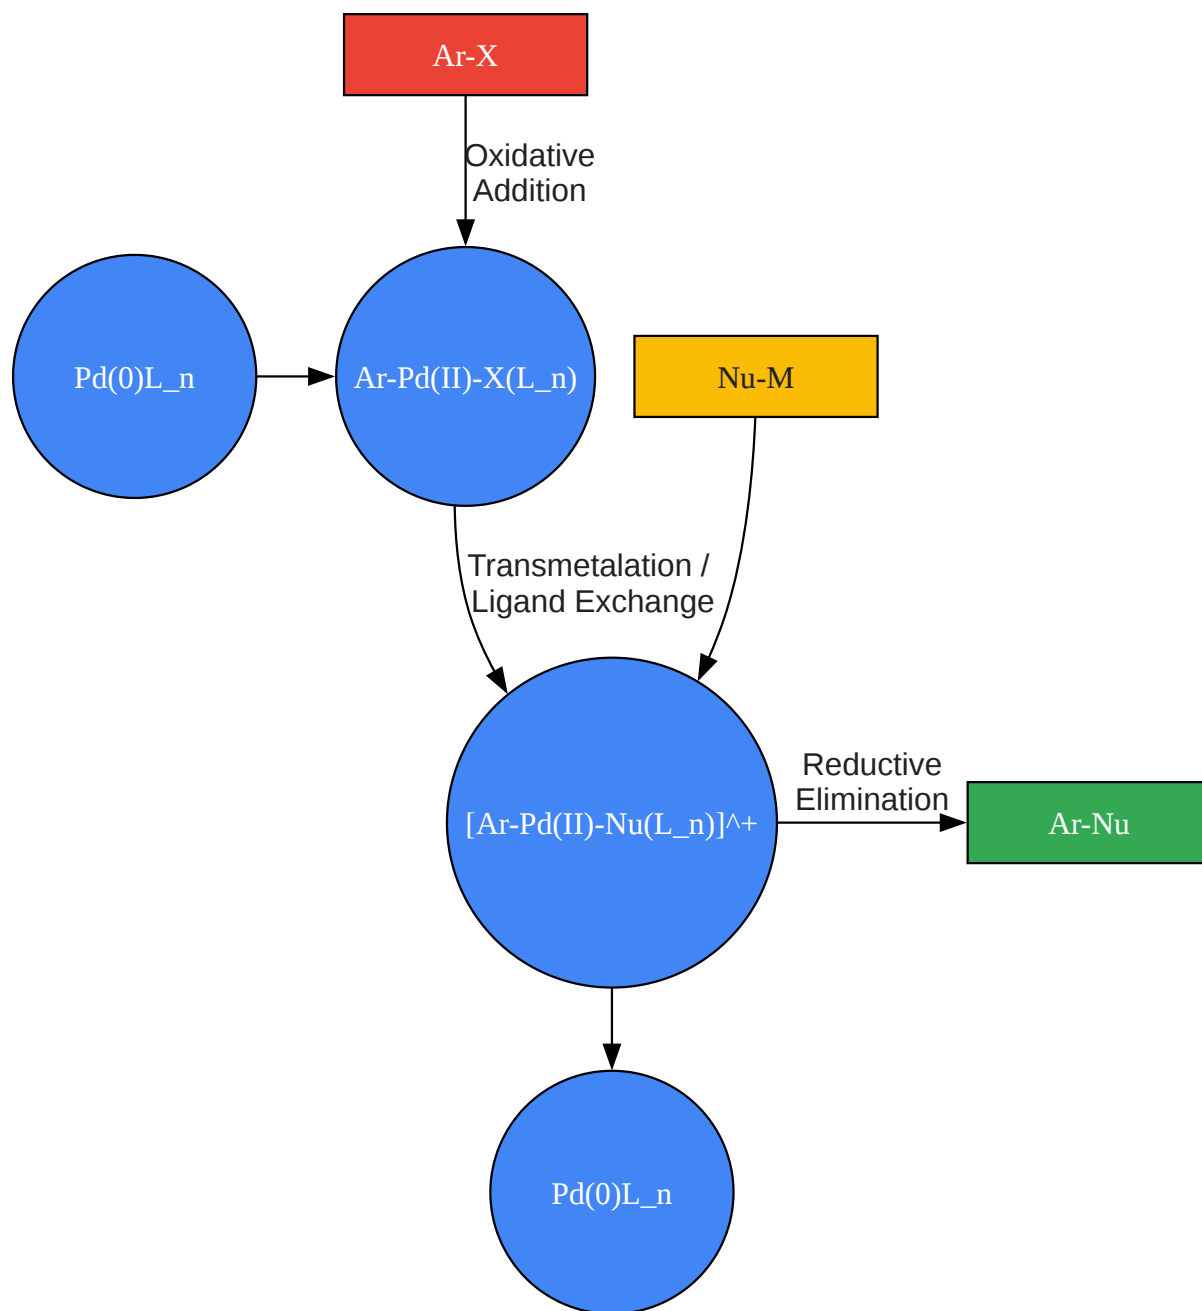 Ar-X
Oxidative
Addition
Pd(0)L_n
Ar-Pd(II)-X(L_n)
Nu-M
Transmetalation /
Ligand Exchange
[Ar-Pd(II)-Nu(L_n)]^+
Reductive
Elimination
Ar-Nu
Pd(0)L_n